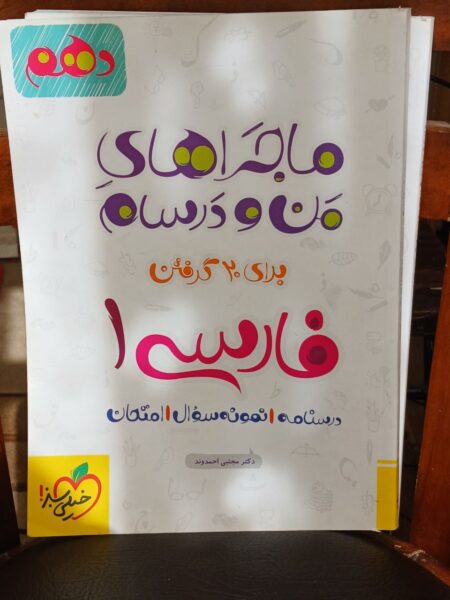 دهم
ماجراهای
من و درسام
برای ۲۰ گرفتن
فارسی ۱
درسنامه | نمونه سؤال | امتحان
دکتر مجتبی احمدوند
خیلی سبز!